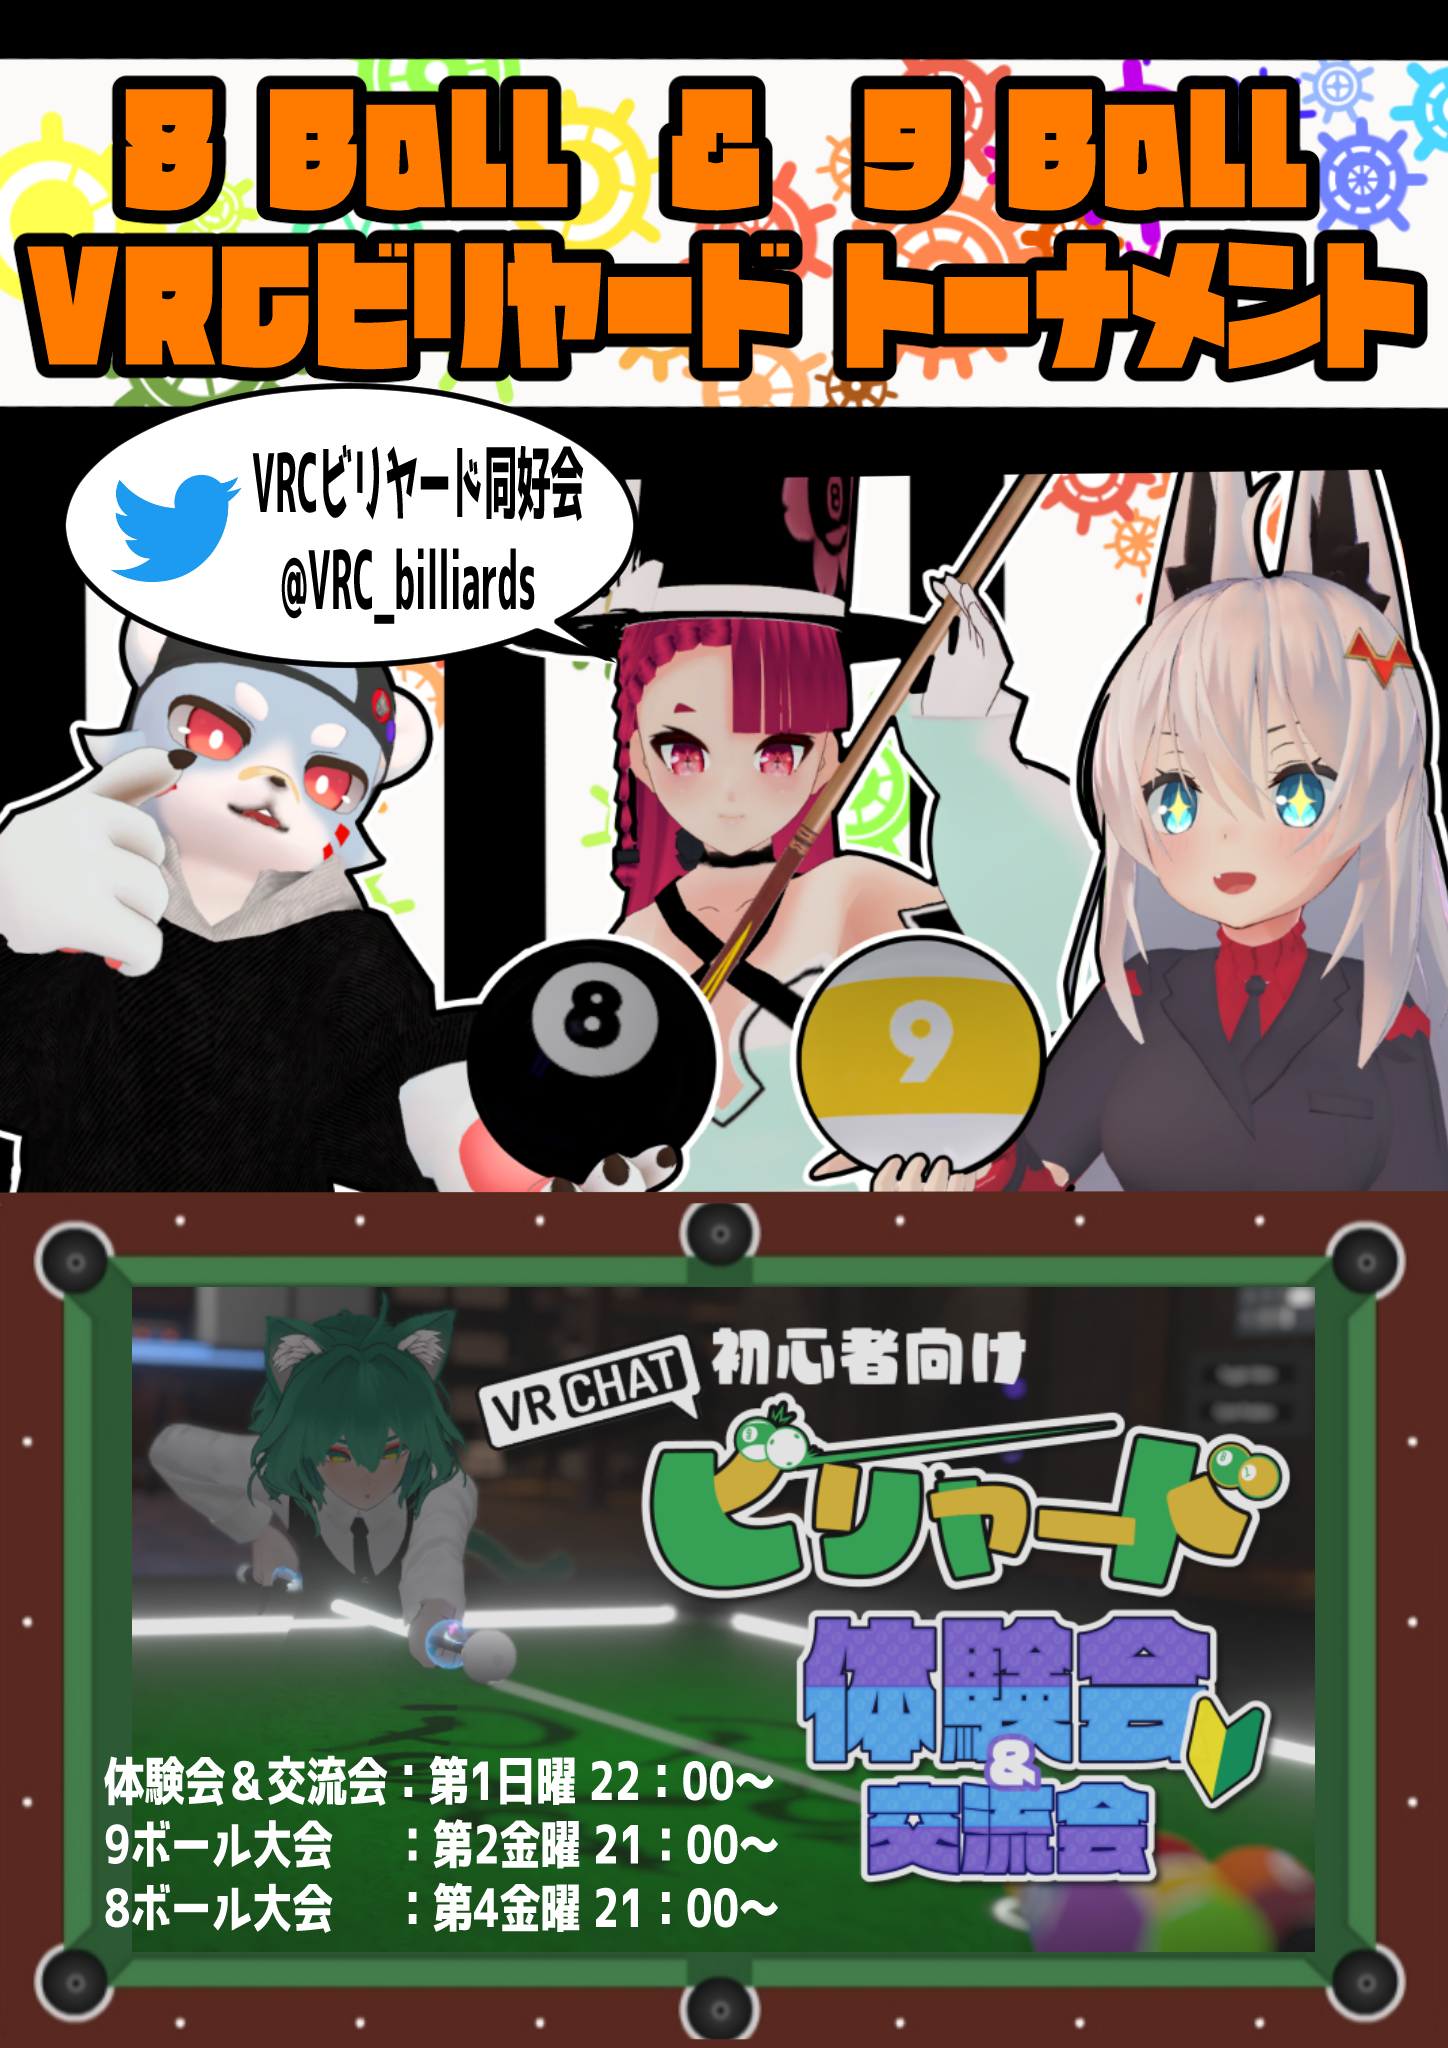 8 Ball & 9 Ball
VRCビリヤード トーナメント
VRCビリヤード同好会
@VRC_billiards
8
9
VRCHAT 初心者向け
ビリヤード
体験会
&
交流会
体験会＆交流会：第1日曜 22：00～
9ボール大会　：第2金曜 21：00～
8ボール大会　：第4金曜 21：00～